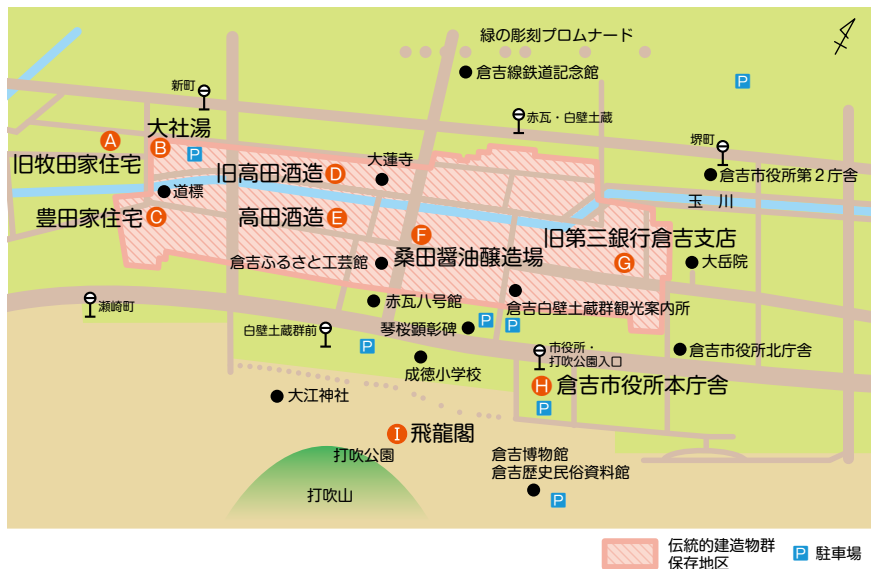 緑の彫刻プロムナード
倉吉線鉄道記念館
P
新町
赤瓦・白壁土蔵
堺町
A
旧牧田家住宅
大社湯
B
P
大蓮寺
旧高田酒造 D
倉吉市役所第2庁舎
道標
玉 川
豊田家住宅 C
高田酒造 E
F
桑田醤油醸造場
旧第三銀行倉吉支店
G
倉吉ふるさと工芸館
大岳院
瀬崎町
赤瓦八号館
倉吉白壁土蔵群観光案内所
白壁土蔵群前
琴桜顕彰碑
P
P
P
市役所・
打吹公園入口
倉吉市役所北庁舎
成徳小学校
H 倉吉市役所本庁舎
P
大江神社
I 飛龍閣
打吹公園
打吹山
倉吉博物館
倉吉歴史民俗資料館
P
伝統的建造物群
保存地区
P 駐車場